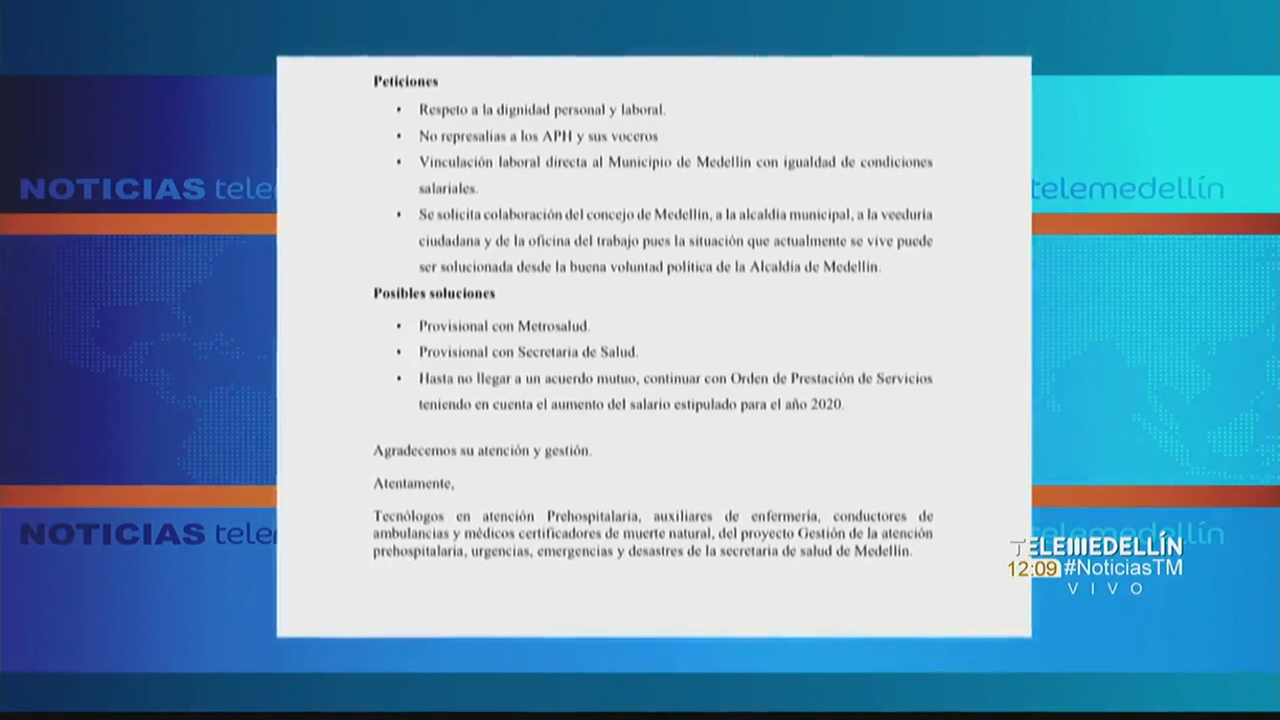 Peticiones
• Respeto a la dignidad personal y laboral.
• No represalias a los APH y sus voceros
• Vinculación laboral directa al Municipio de Medellín con igualdad de condiciones
salariales.
• Se solicita colaboración del concejo de Medellín, a la alcaldía municipal, a la veeduría
ciudadana y de la oficina del trabajo pues la situación que actualmente se vive puede
ser solucionada desde la buena voluntad política de la Alcaldía de Medellín.
Posibles soluciones
• Provisional con Metrosalud.
• Provisional con Secretaria de Salud.
• Hasta no llegar a un acuerdo mutuo, continuar con Orden de Prestación de Servicios
teniendo en cuenta el aumento del salario estipulado para el año 2020.
Agradecemos su atención y gestión.
Atentamente,
Tecnólogos en atención Prehospitalaria, auxiliares de enfermería, conductores de
ambulancias y médicos certificadores de muerte natural, del proyecto Gestión de la atención
prehospitalaria, urgencias, emergencias y desastres de la secretaria de salud de Medellín.
NOTICIAS tele
telemedellín
NOTICIAS tele
telemedellín
TELEMEDELLÍN
12:09 #NoticiasTM
VIVO